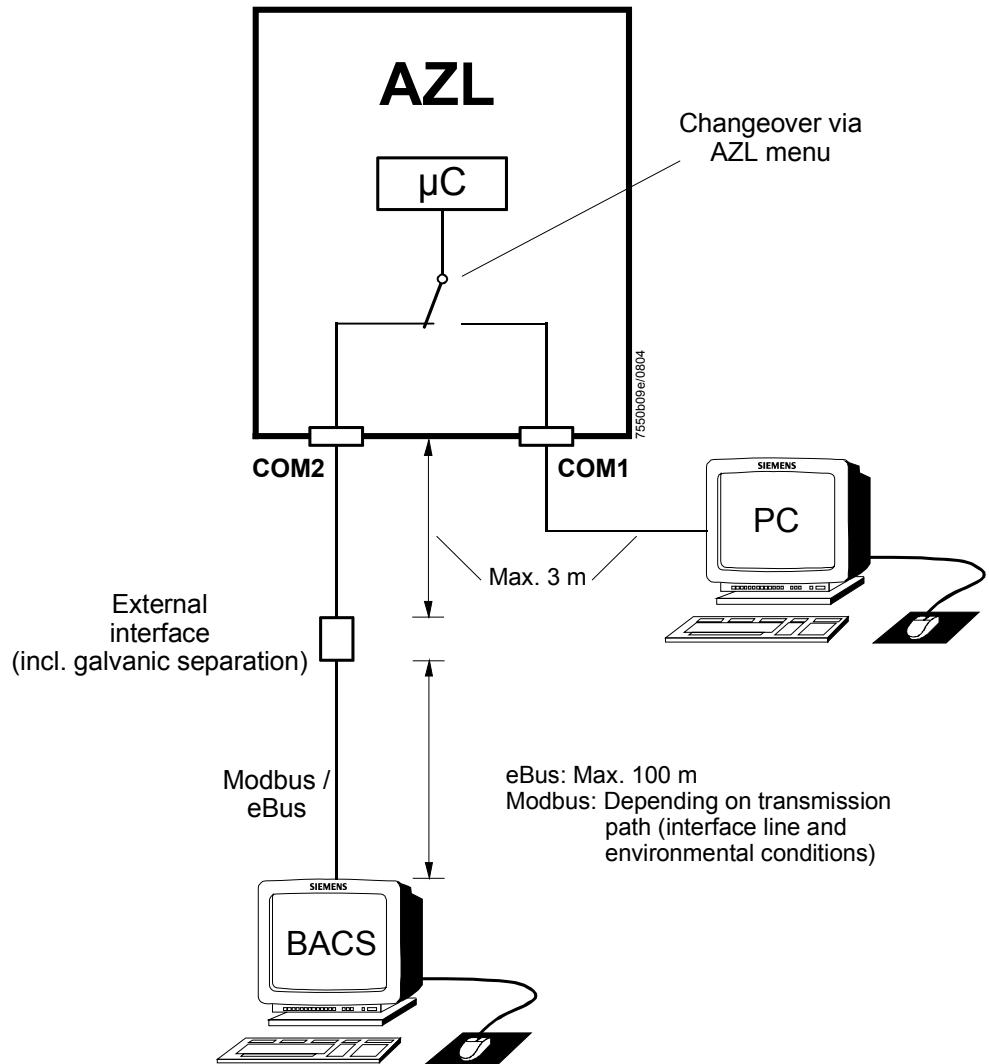 AZL
µC
Changeover via
AZL menu
7550b09e/0804
COM2
COM1
SIEMENS
PC
Max. 3 m
External
interface
(incl. galvanic separation)
Modbus /
eBus
eBus: Max. 100 m
Modbus: Depending on transmission
path (interface line and
environmental conditions)
SIEMENS
BACS